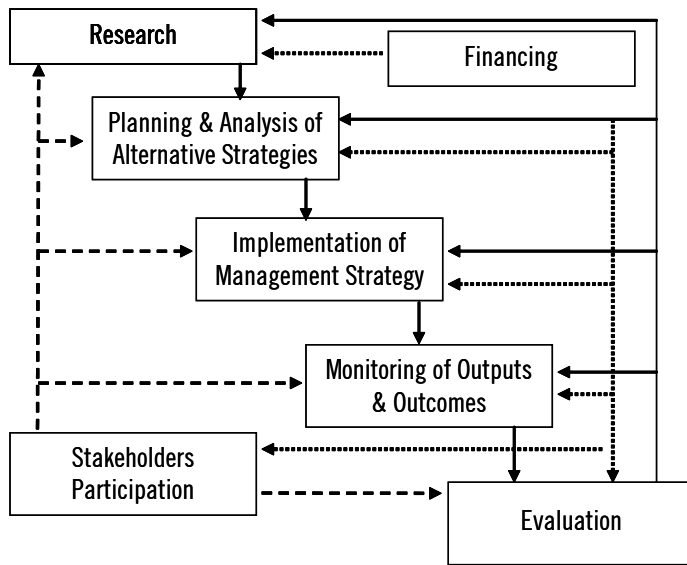 Research
Financing
Planning & Analysis of
Alternative Strategies
Implementation of
Management Strategy
Monitoring of Outputs
& Outcomes
Stakeholders
Participation
Evaluation